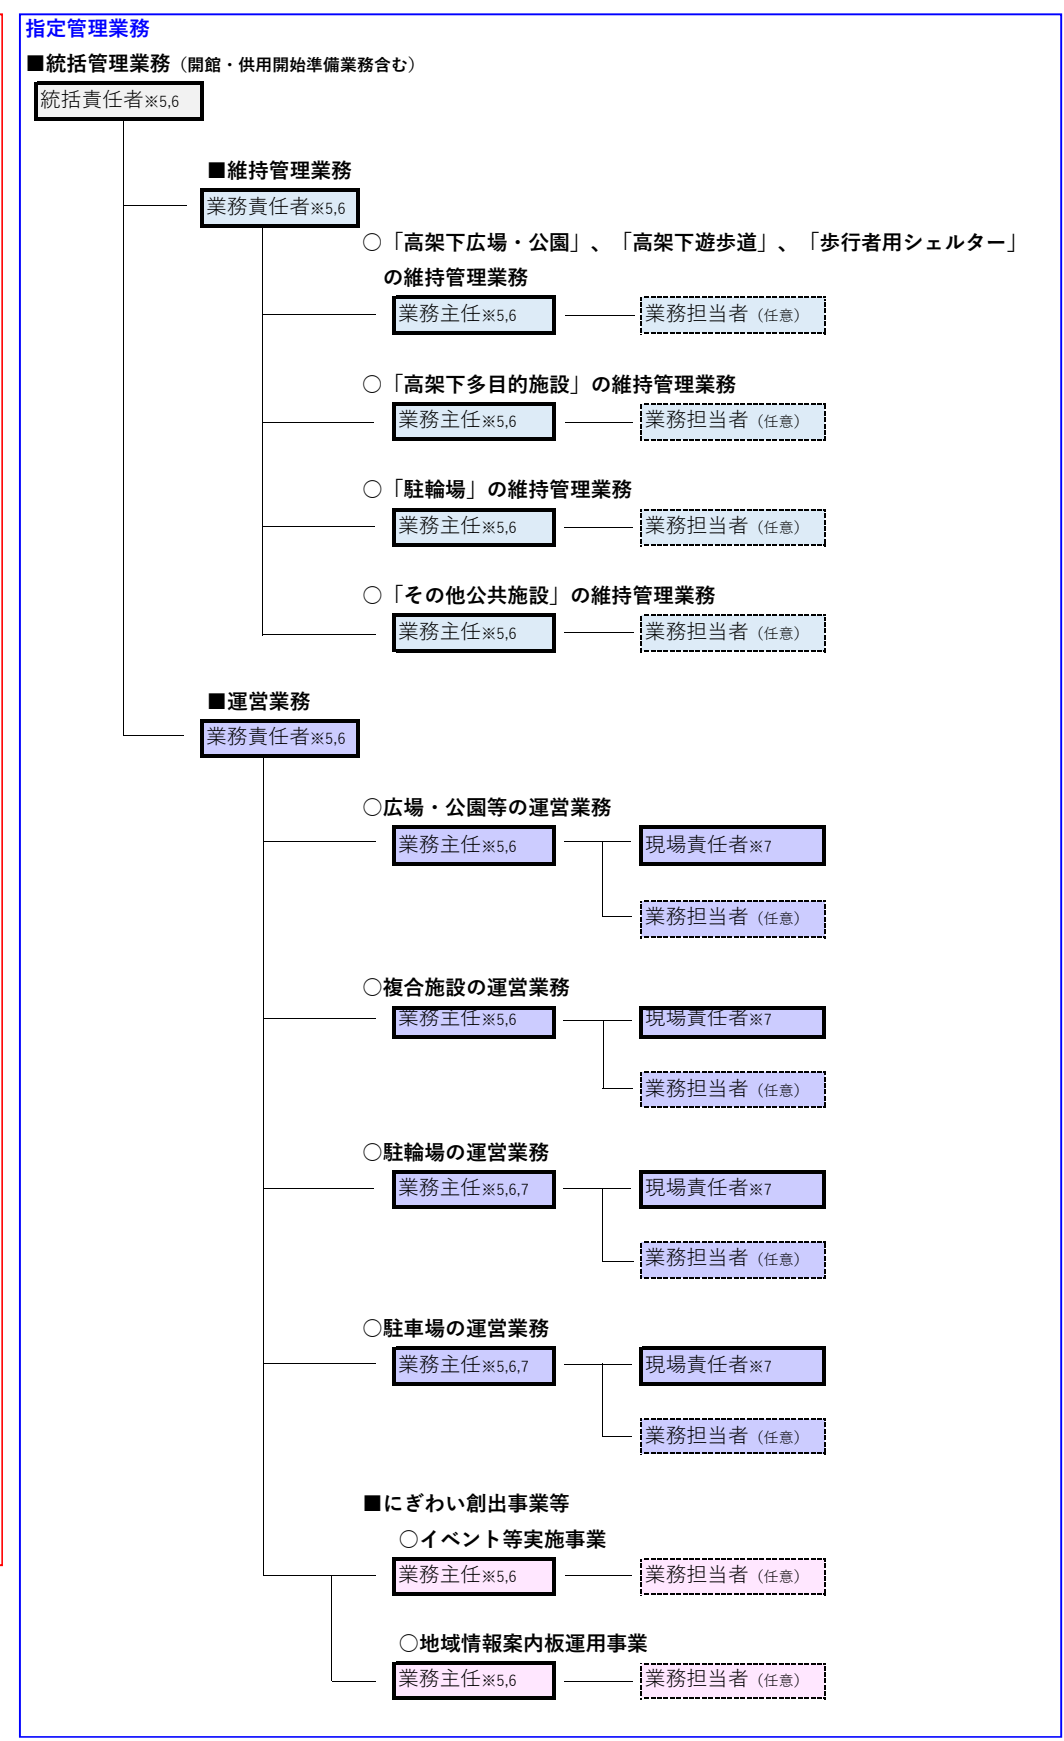 指定管理業務
■統括管理業務（開館・供用開始準備業務含む）
統括責任者※5,6
■維持管理業務
業務責任者※5,6
○「高架下広場・公園」、「高架下遊歩道」、「歩行者用シェルター」
の維持管理業務
業務主任※5,6 業務担当者（任意）
○「高架下多目的施設」の維持管理業務
業務主任※5,6 業務担当者（任意）
○「駐輪場」の維持管理業務
業務主任※5,6 業務担当者（任意）
○「その他公共施設」の維持管理業務
業務主任※5,6 業務担当者（任意）
■運営業務
業務責任者※5,6
○広場・公園等の運営業務
業務主任※5,6 現場責任者※7
業務担当者（任意）
○複合施設の運営業務
業務主任※5,6 現場責任者※7
業務担当者（任意）
○駐輪場の運営業務
業務主任※5,6,7 現場責任者※7
業務担当者（任意）
○駐車場の運営業務
業務主任※5,6,7 現場責任者※7
業務担当者（任意）
■にぎわい創出事業等
○イベント等実施事業
業務主任※5,6 業務担当者（任意）
○地域情報案内板運用事業
業務主任※5,6 業務担当者（任意）